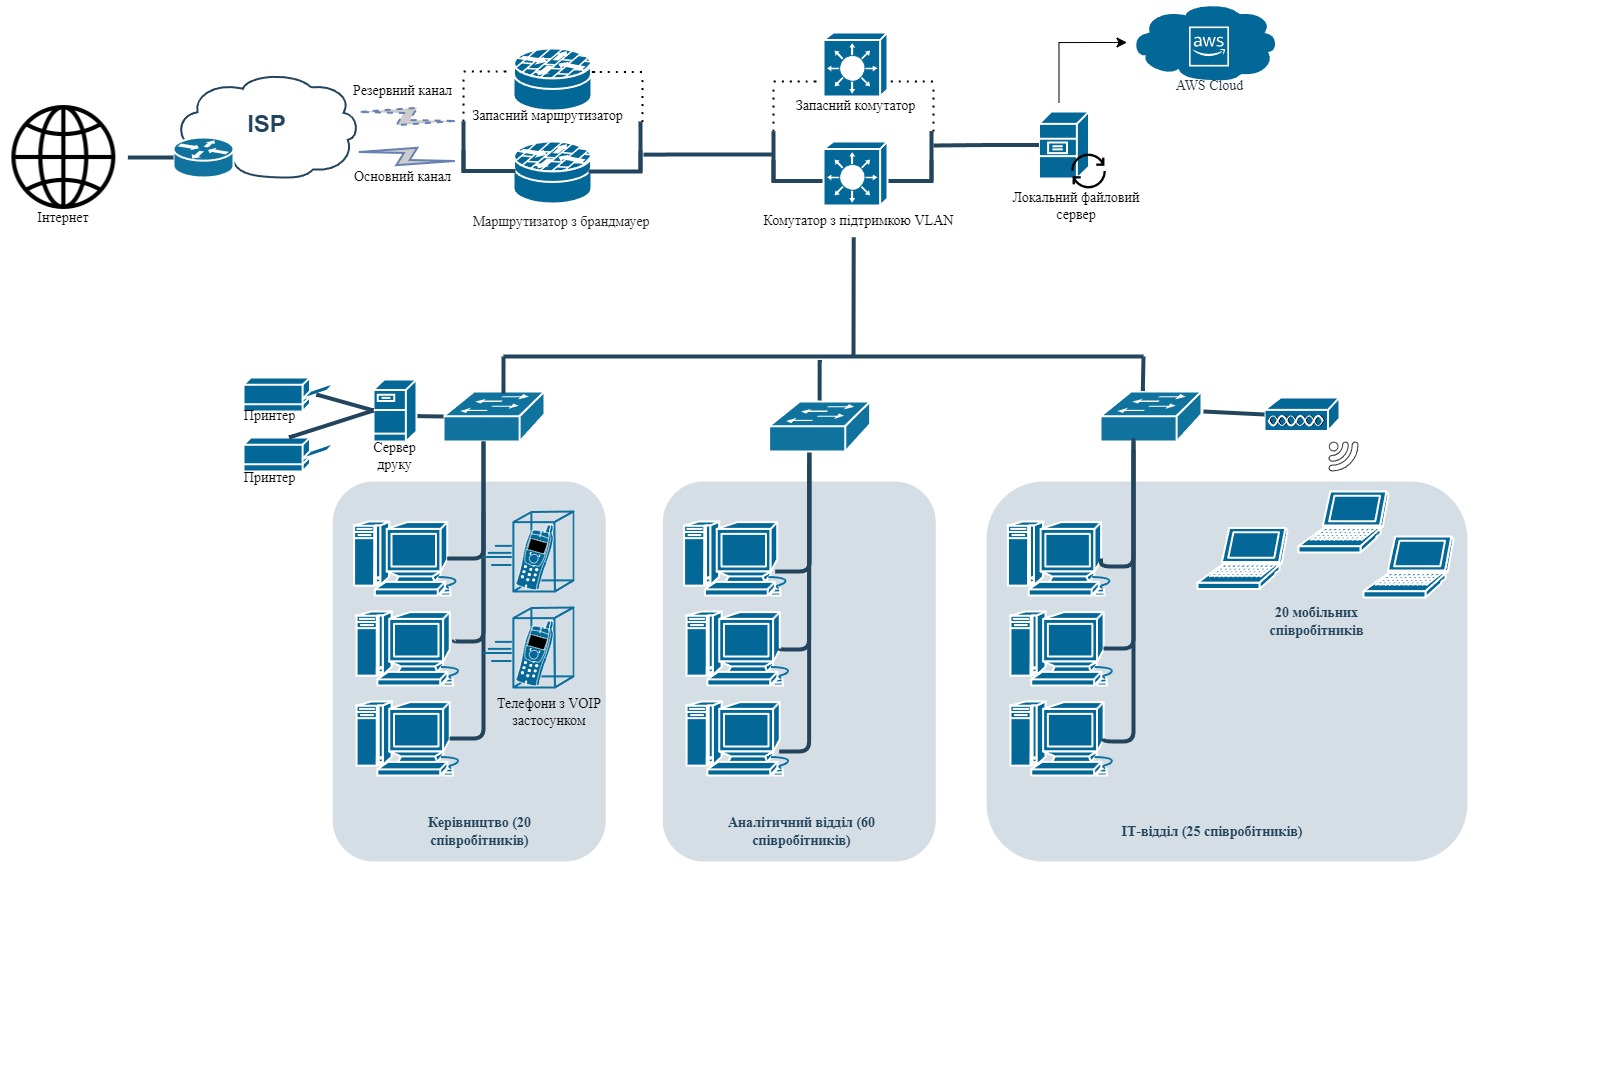 aws
AWS Cloud
ISP
Резервний канал
Запасний маршрутизатор
Запасний комутатор
Основний канал
Інтернет
Маршрутизатор з брандмауер
Комутатор з підтримкою VLAN
Локальний файловий
сервер
Принтер
Принтер
Сервер
друку
20 мобільних
співробітників
Телефони з VOIP
застосунком
Керівництво (20
співробітників)
Аналітичний відділ (60
співробітників)
ІТ-відділ (25 співробітників)